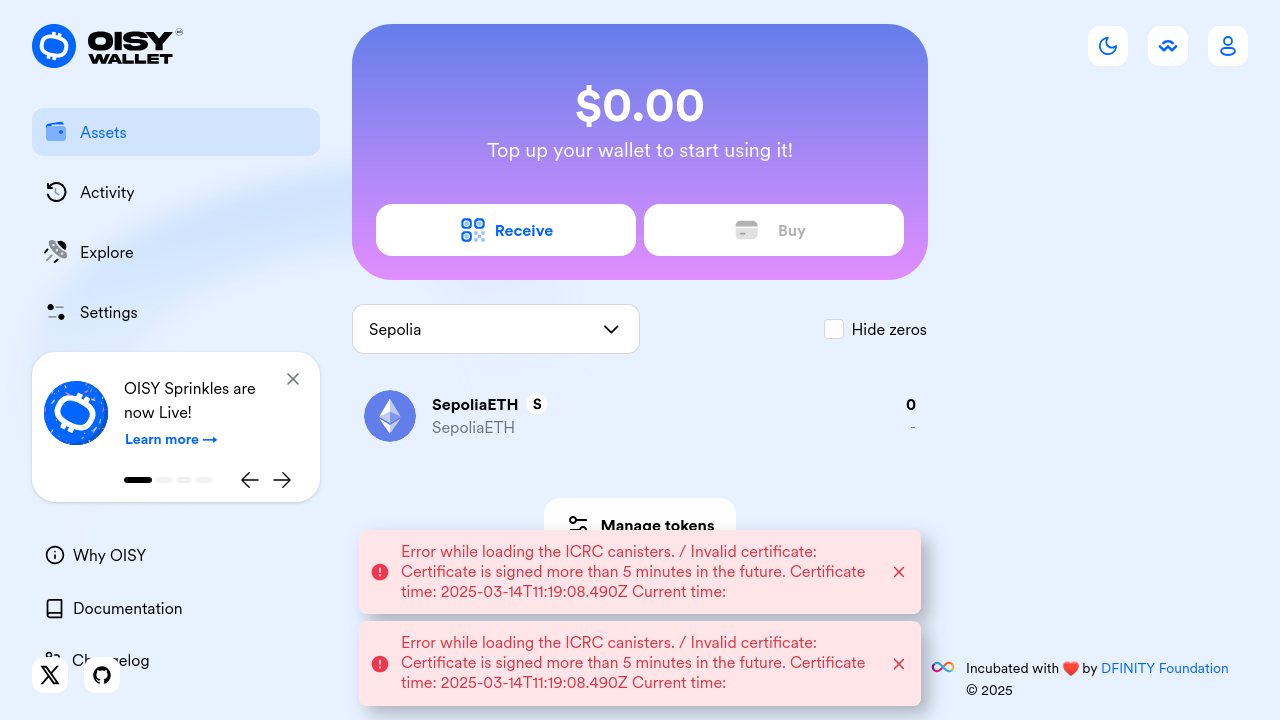 OISY
WALLET
Assets
Activity
Explore
Settings
OISY Sprinkles are
now Live!
Learn more →
Why OISY
Documentation
$0.00
Top up your wallet to start using it!
Receive
Buy
Sepolia
Hide zeros
SepoliaETH S
0
SepoliaETH
-
Manage tokens
Error while loading the ICRC canisters. / Invalid certificate:
Certificate is signed more than 5 minutes in the future. Certificate
time: 2025-03-14T11:19:08.490Z Current time:
Error while loading the ICRC canisters. / Invalid certificate:
Certificate is signed more than 5 minutes in the future. Certificate
time: 2025-03-14T11:19:08.490Z Current time:
Incubated with ❤️ by DFINITY Foundation
© 2025